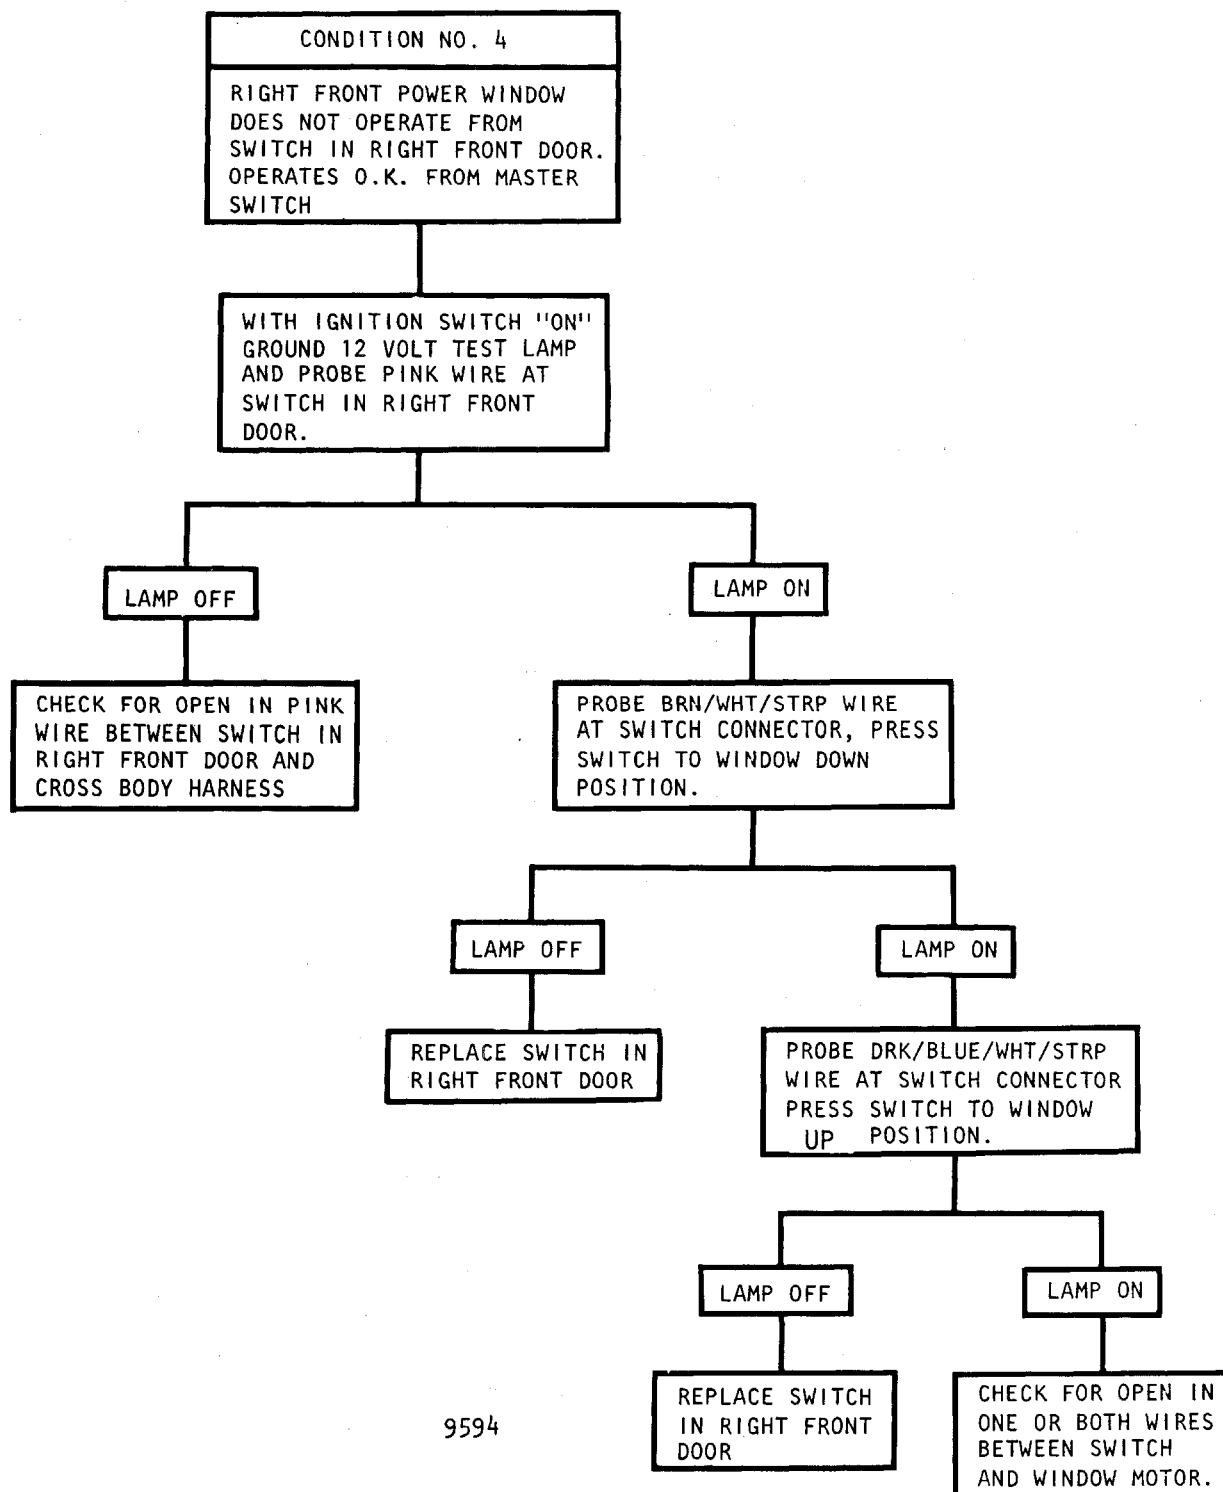 CONDITION NO. 4
RIGHT FRONT POWER WINDOW
DOES NOT OPERATE FROM
SWITCH IN RIGHT FRONT DOOR.
OPERATES O.K. FROM MASTER
SWITCH
WITH IGNITION SWITCH "ON"
GROUND 12 VOLT TEST LAMP
AND PROBE PINK WIRE AT
SWITCH IN RIGHT FRONT
DOOR.
LAMP OFF
LAMP ON
CHECK FOR OPEN IN PINK
WIRE BETWEEN SWITCH IN
RIGHT FRONT DOOR AND
CROSS BODY HARNESS
PROBE BRN/WHT/STRP WIRE
AT SWITCH CONNECTOR, PRESS
SWITCH TO WINDOW DOWN
POSITION.
LAMP OFF
LAMP ON
REPLACE SWITCH IN
RIGHT FRONT DOOR
PROBE DRK/BLUE/WHT/STRP
WIRE AT SWITCH CONNECTOR
PRESS SWITCH TO WINDOW
UP POSITION.
LAMP OFF
LAMP ON
REPLACE SWITCH
IN RIGHT FRONT
DOOR
CHECK FOR OPEN IN
ONE OR BOTH WIRES
BETWEEN SWITCH
AND WINDOW MOTOR.
9594